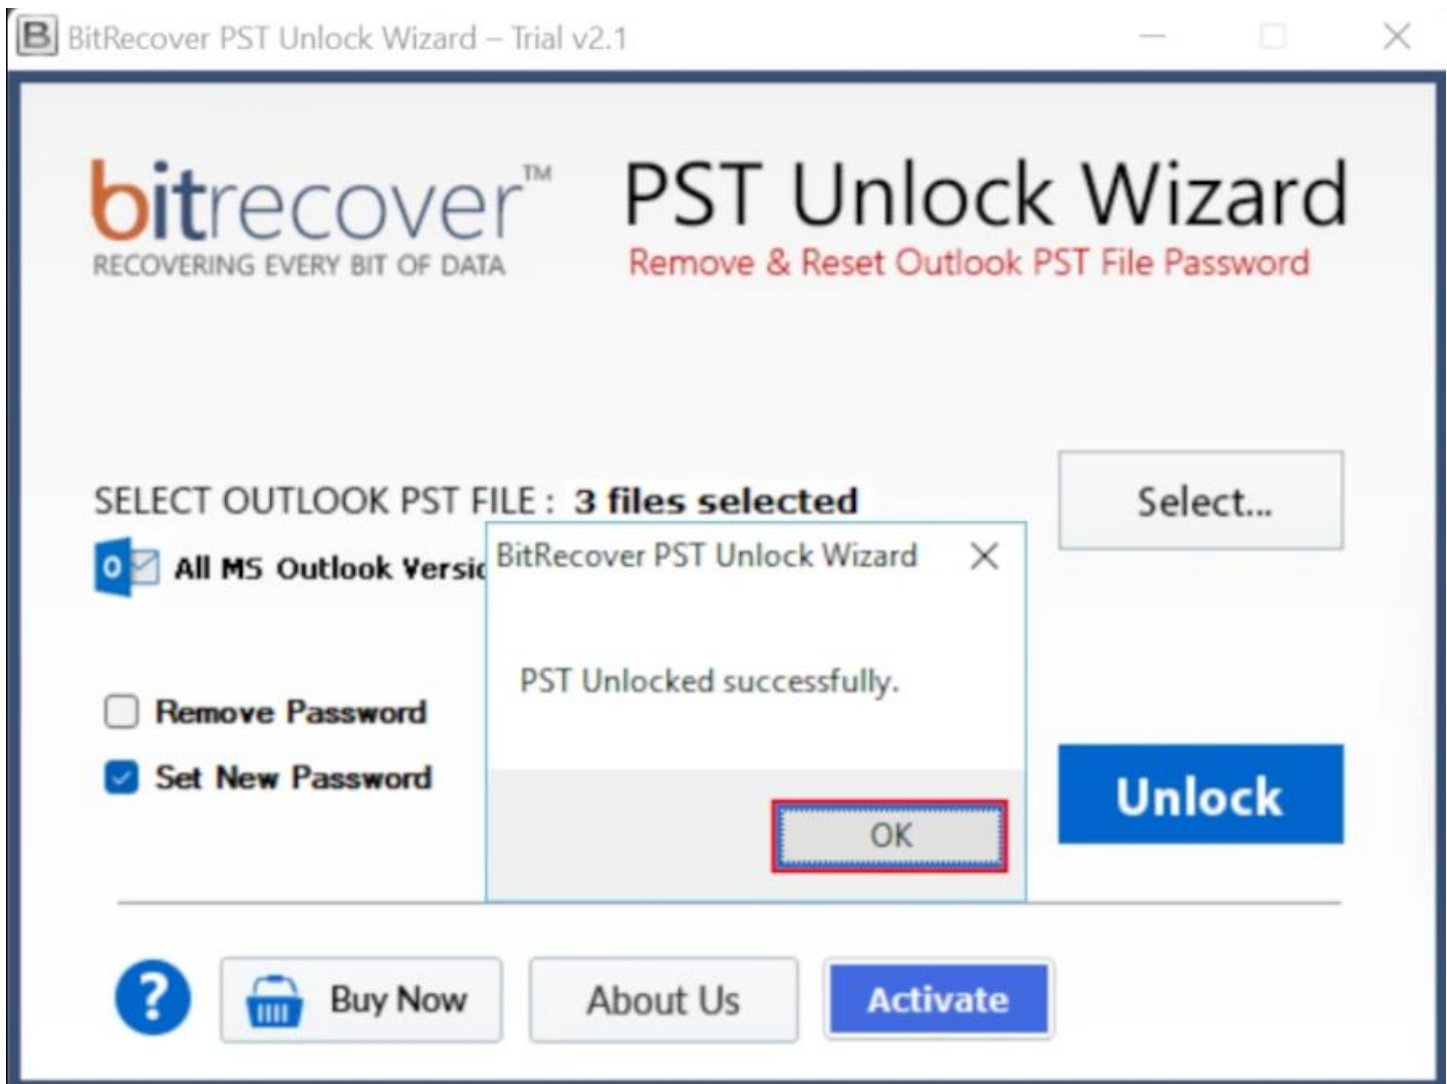 BitRecover PST Unlock Wizard – Trial v2.1
bitrecover™
RECOVERING EVERY BIT OF DATA
PST Unlock Wizard
Remove & Reset Outlook PST File Password
SELECT OUTLOOK PST FILE : 3 files selected
Select...
All MS Outlook Versio
BitRecover PST Unlock Wizard
PST Unlocked successfully.
OK
Remove Password
Set New Password
Unlock
?
Buy Now
About Us
Activate